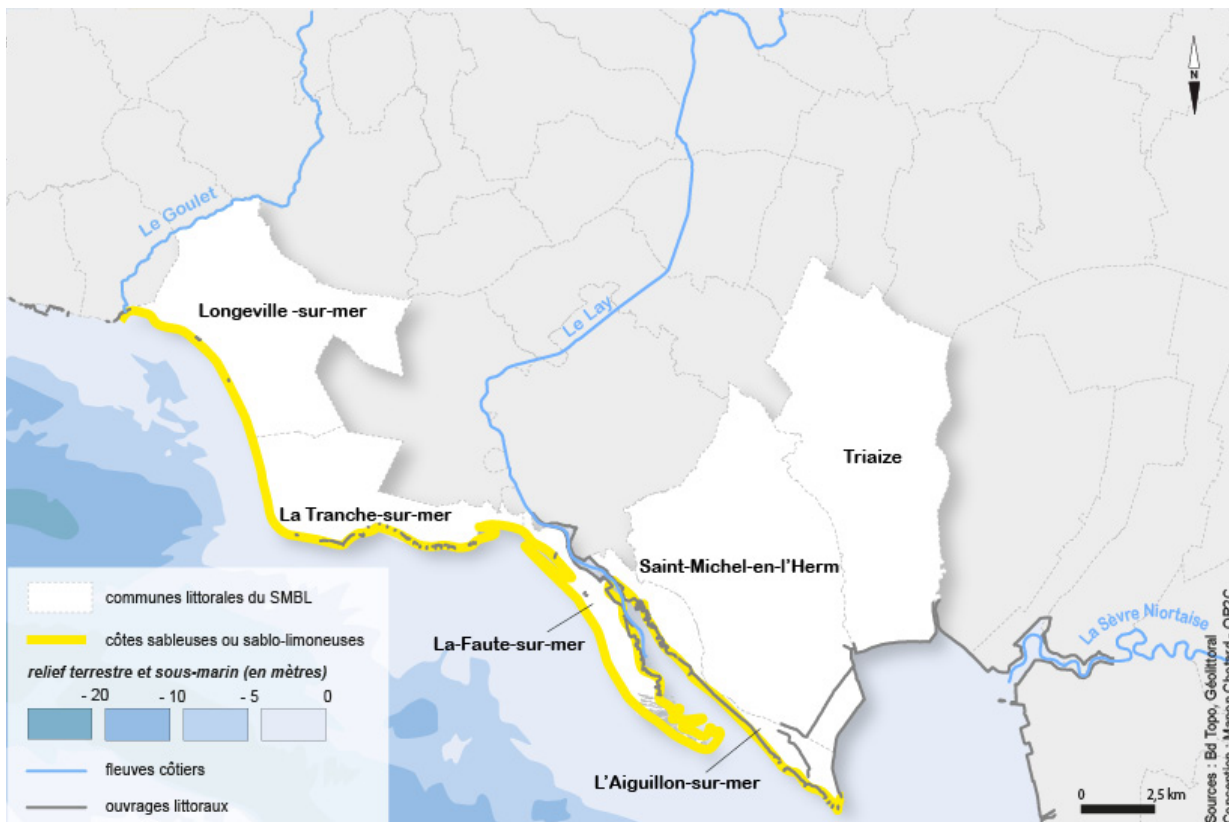 N
Le Goulet
Longeville -sur-mer
Le Lay
Triaize
La Tranche-sur-mer
Saint-Michel-en-l'Herm
La-Faute-sur-mer
La Sèvre Niortaise
L'Aiguillon-sur-mer
communes littorales du SMBL
côtes sableuses ou sablo-limoneuses
relief terrestre et sous-marin (en mètres)
- 20 - 10 - 5 0
fleuves côtiers
ouvrages littoraux
0 2,5 km
Sources : Bd Topo, Géolittoral